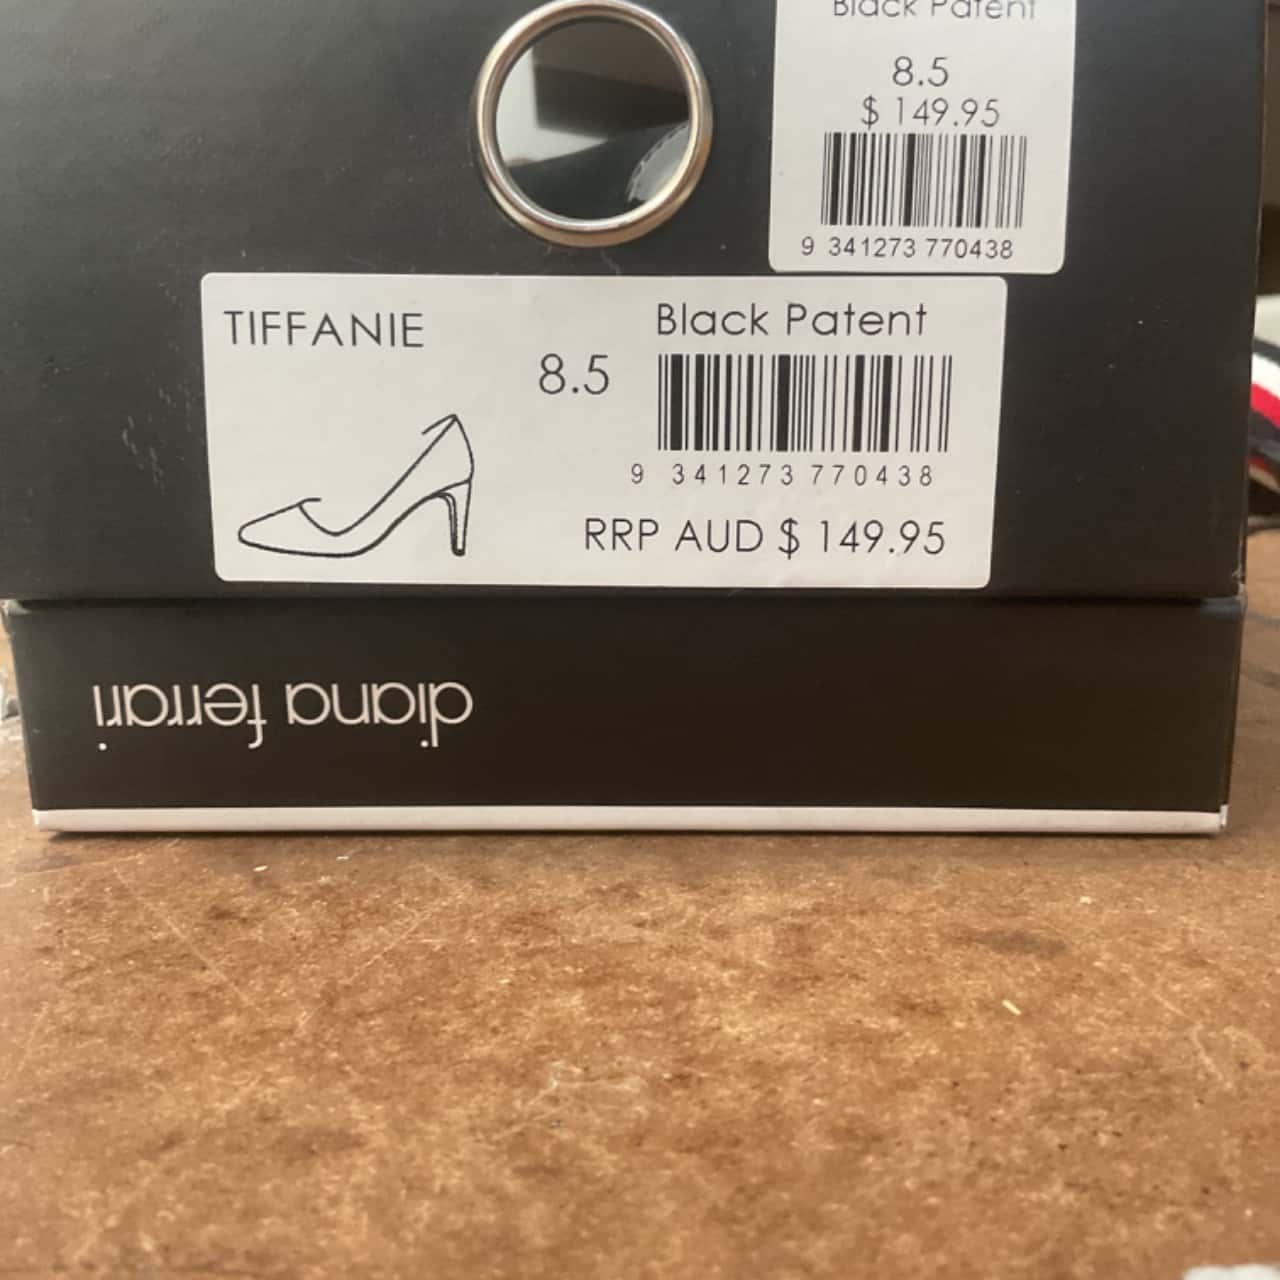 Black Patent
8.5
$ 149.95
9 341273 770438
TIFFANIE
8.5
Black Patent
9 341273 770438
RRP AUD $ 149.95
diana ferrari